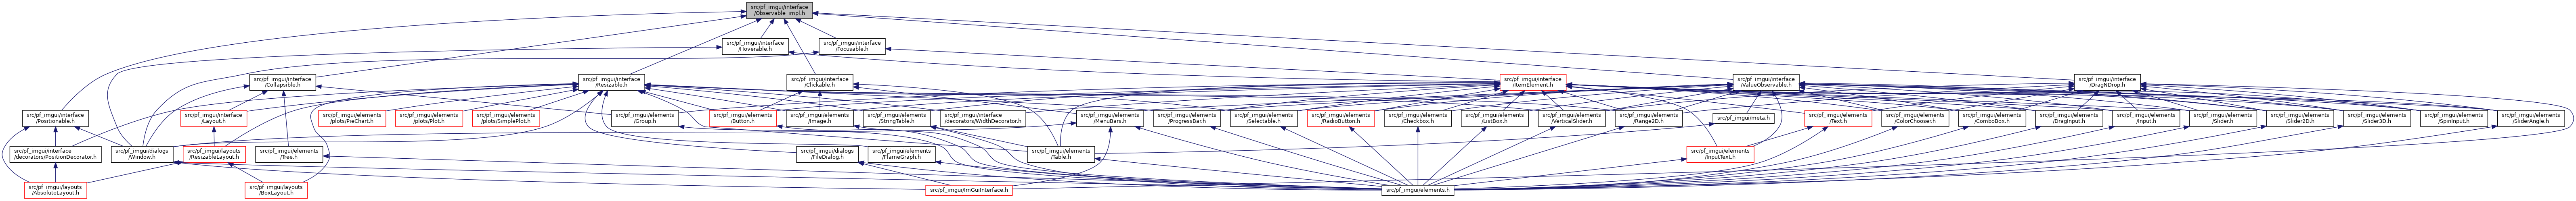 src/pf_imgui/interface
/Observable_impl.h
src/pf_imgui/interface
/Hoverable.h
src/pf_imgui/interface
/Focusable.h
src/pf_imgui/interface
/Collapsible.h
src/pf_imgui/interface
/Resizable.h
src/pf_imgui/interface
/Clickable.h
src/pf_imgui/interface
/ItemElement.h
src/pf_imgui/interface
/ValueObservable.h
src/pf_imgui/interface
/DragNDrop.h
src/pf_imgui/interface
/Positionable.h
src/pf_imgui/interface
/Layout.h
src/pf_imgui/elements
/plots/PieChart.h
src/pf_imgui/elements
/plots/Plot.h
src/pf_imgui/elements
/plots/SimplePlot.h
src/pf_imgui/elements
/Group.h
src/pf_imgui/elements
/Button.h
src/pf_imgui/elements
/Image.h
src/pf_imgui/elements
/StringTable.h
src/pf_imgui/interface
/decorators/WidthDecorator.h
src/pf_imgui/elements
/MenuBars.h
src/pf_imgui/elements
/ProgressBar.h
src/pf_imgui/elements
/Selectable.h
src/pf_imgui/elements
/RadioButton.h
src/pf_imgui/elements
/Checkbox.h
src/pf_imgui/elements
/ListBox.h
src/pf_imgui/elements
/VerticalSlider.h
src/pf_imgui/elements
/Range2D.h
src/pf_imgui/meta.h
src/pf_imgui/elements
/Text.h
src/pf_imgui/elements
/ColorChooser.h
src/pf_imgui/elements
/ComboBox.h
src/pf_imgui/elements
/DragInput.h
src/pf_imgui/elements
/Input.h
src/pf_imgui/elements
/Slider.h
src/pf_imgui/elements
/Slider2D.h
src/pf_imgui/elements
/Slider3D.h
src/pf_imgui/elements
/SpinInput.h
src/pf_imgui/elements
/SliderAngle.h
src/pf_imgui/interface
/decorators/PositionDecorator.h
src/pf_imgui/dialogs
/Window.h
src/pf_imgui/layouts
/ResizableLayout.h
src/pf_imgui/elements
/Tree.h
src/pf_imgui/dialogs
/FileDialog.h
src/pf_imgui/elements
/FlameGraph.h
src/pf_imgui/elements
/Table.h
src/pf_imgui/elements
/InputText.h
src/pf_imgui/layouts
/AbsoluteLayout.h
src/pf_imgui/layouts
/BoxLayout.h
src/pf_imgui/ImGuiInterface.h
src/pf_imgui/elements.h